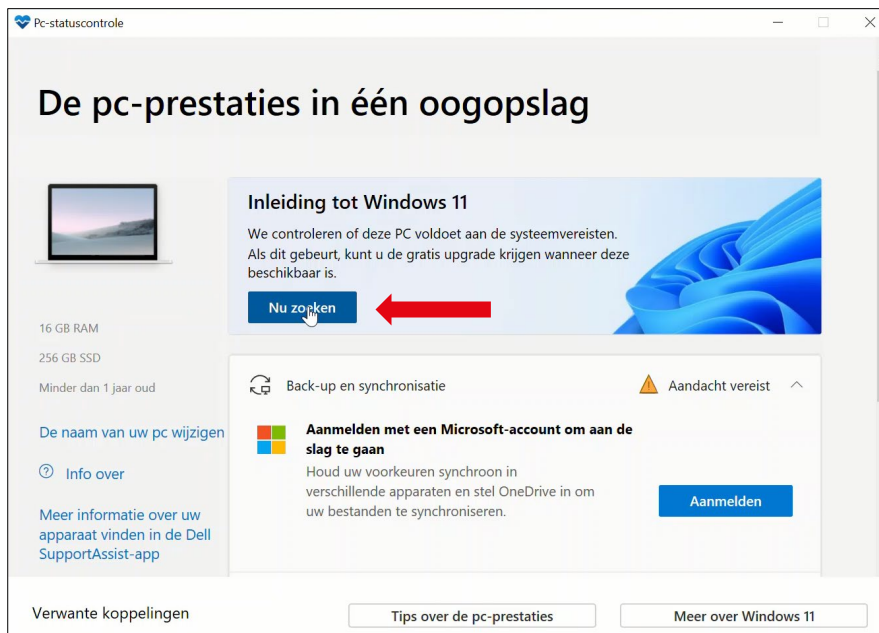 Pc-statuscontrole
De pc-prestaties in één oogopslag
Inleiding tot Windows 11
We controleren of deze PC voldoet aan de systeemvereisten.
Als dit gebeurt, kunt u de gratis upgrade krijgen wanneer deze
beschikbaar is.
Nu zoeken
16 GB RAM
256 GB SSD
Minder dan 1 jaar oud
De naam van uw pc wijzigen
Info over
Meer informatie over uw
apparaat vinden in de Dell
SupportAssist-app
Back-up en synchronisatie
Aandacht vereist
Aanmelden met een Microsoft-account om aan de
slag te gaan
Houd uw voorkeuren synchroon in
verschillende apparaten en stel OneDrive in om
uw bestanden te synchroniseren.
Aanmelden
Verwante koppelingen
Tips over de pc-prestaties
Meer over Windows 11